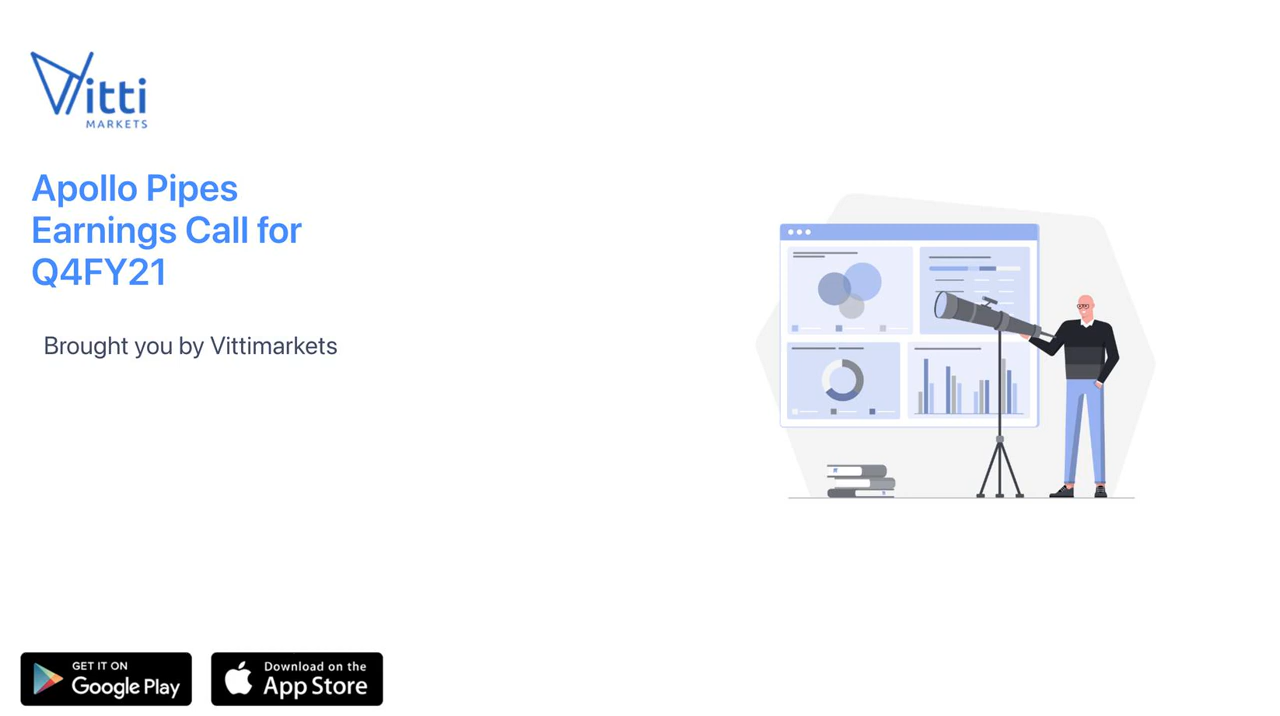 Vitti
MARKETS
Apollo Pipes
Earnings Call for
Q4FY21
Brought you by Vittimarkets
GET IT ON
Google Play
Download on the
App Store